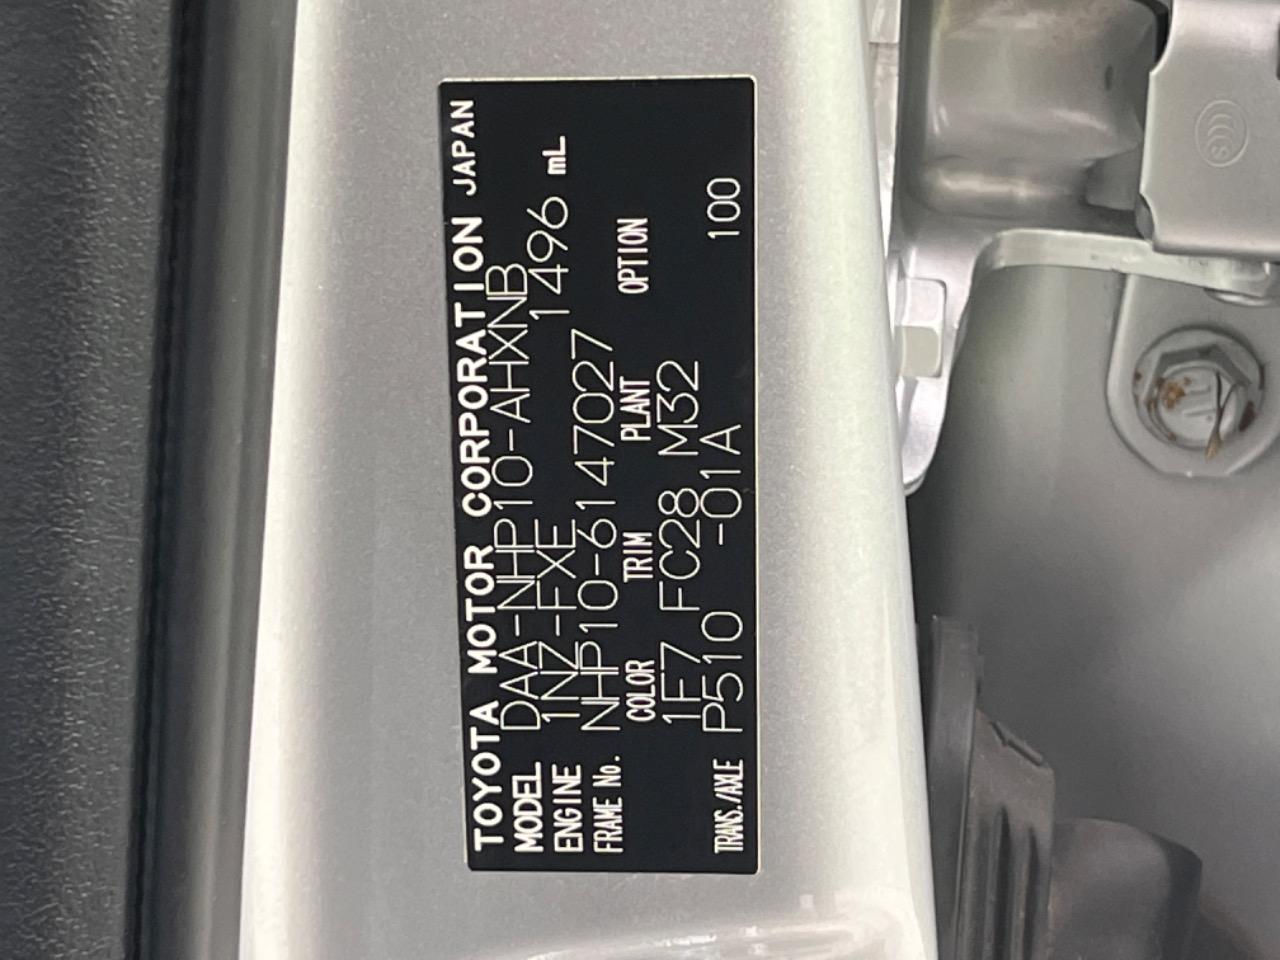 TOYOTA MOTOR CORPORATION JAPAN
MODEL DAA-NHP10-AHXNB
ENGINE 1NZ-FXE 1496 mL
FRAME No. NHP10-6147027
COLOR TRIM PLANT OPTION
1F7 FC28 M32
TRANS./AXLE P510 -01A 100